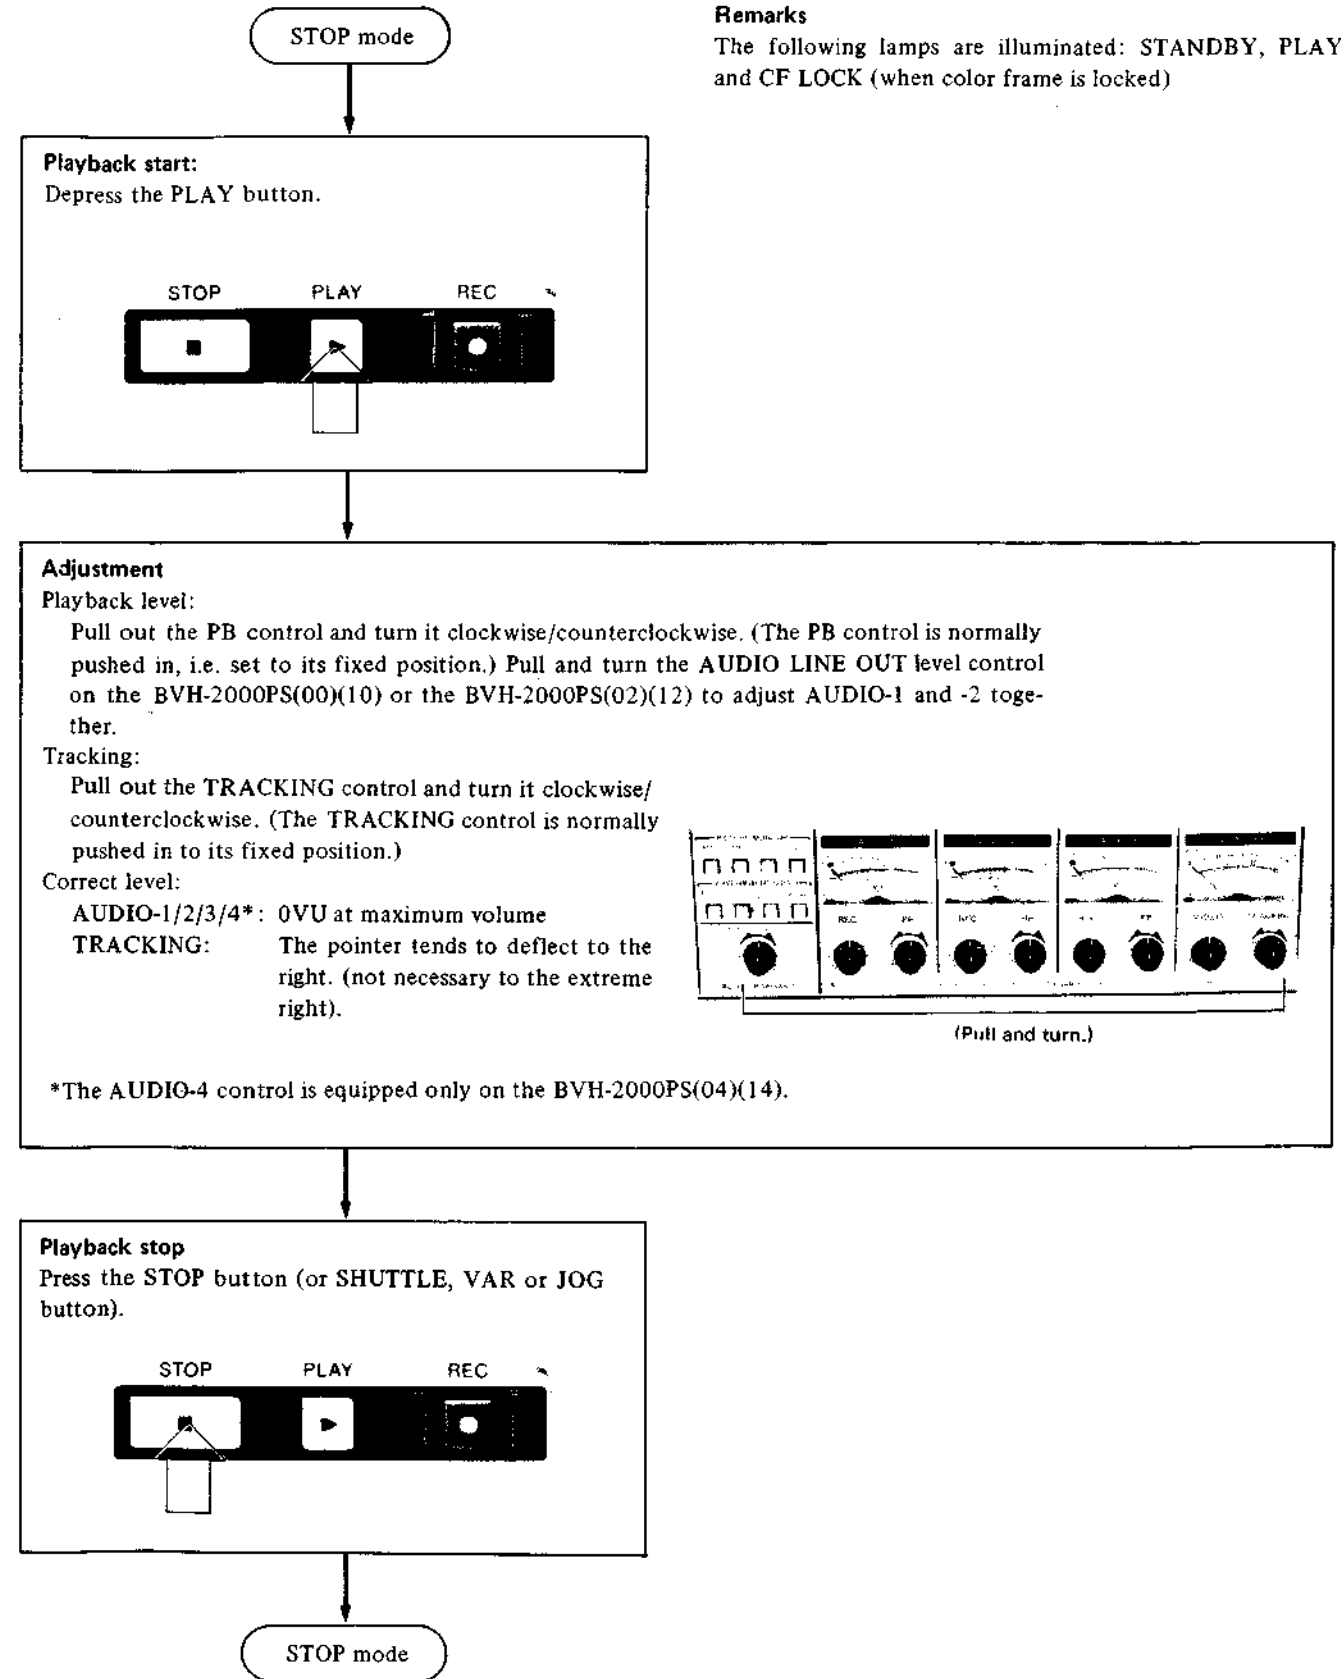 STOP mode
Remarks
The following lamps are illuminated: STANDBY, PLAY
and CF LOCK (when color frame is locked)
Playback start:
Depress the PLAY button.
STOP PLAY REC
Adjustment
Playback level:
Pull out the PB control and turn it clockwise/counterclockwise. (The PB control is normally
pushed in, i.e. set to its fixed position.) Pull and turn the AUDIO LINE OUT level control
on the BVH-2000PS(00)(10) or the BVH-2000PS(02)(12) to adjust AUDIO-1 and -2 toge-
ther.
Tracking:
Pull out the TRACKING control and turn it clockwise/
counterclockwise. (The TRACKING control is normally
pushed in to its fixed position.)
Correct level:
AUDIO-1/2/3/4*: 0VU at maximum volume
TRACKING: The pointer tends to deflect to the
right. (not necessary to the extreme
right).
REC
(Pull and turn.)
*The AUDIO-4 control is equipped only on the BVH-2000PS(04)(14).
Playback stop
Press the STOP button (or SHUTTLE, VAR or JOG
button).
STOP PLAY REC
STOP mode